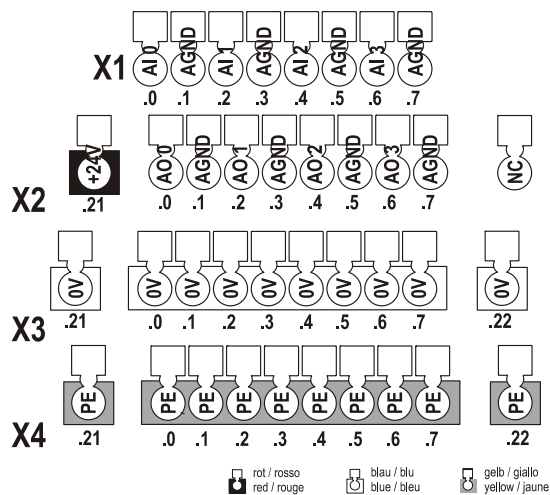 X1 AI 0 AGND AI 1 AGND AI 2 AGND AI 3 AGND
.0 .1 .2 .3 .4 .5 .6 .7
X2 +24V AO 0 AGND AO 1 AGND AO 2 AGND AO 3 AGND NC
.21 .0 .1 .2 .3 .4 .5 .6 .7
X3 0V 0V 0V 0V 0V 0V 0V 0V 0V 0V
.21 .0 .1 .2 .3 .4 .5 .6 .7 .22
X4 PE PE PE PE PE PE PE PE PE PE
.21 .0 .1 .2 .3 .4 .5 .6 .7 .22
rot / rosso blau / blu gelb / giallo
red / rouge blue / bleu yellow / jaune